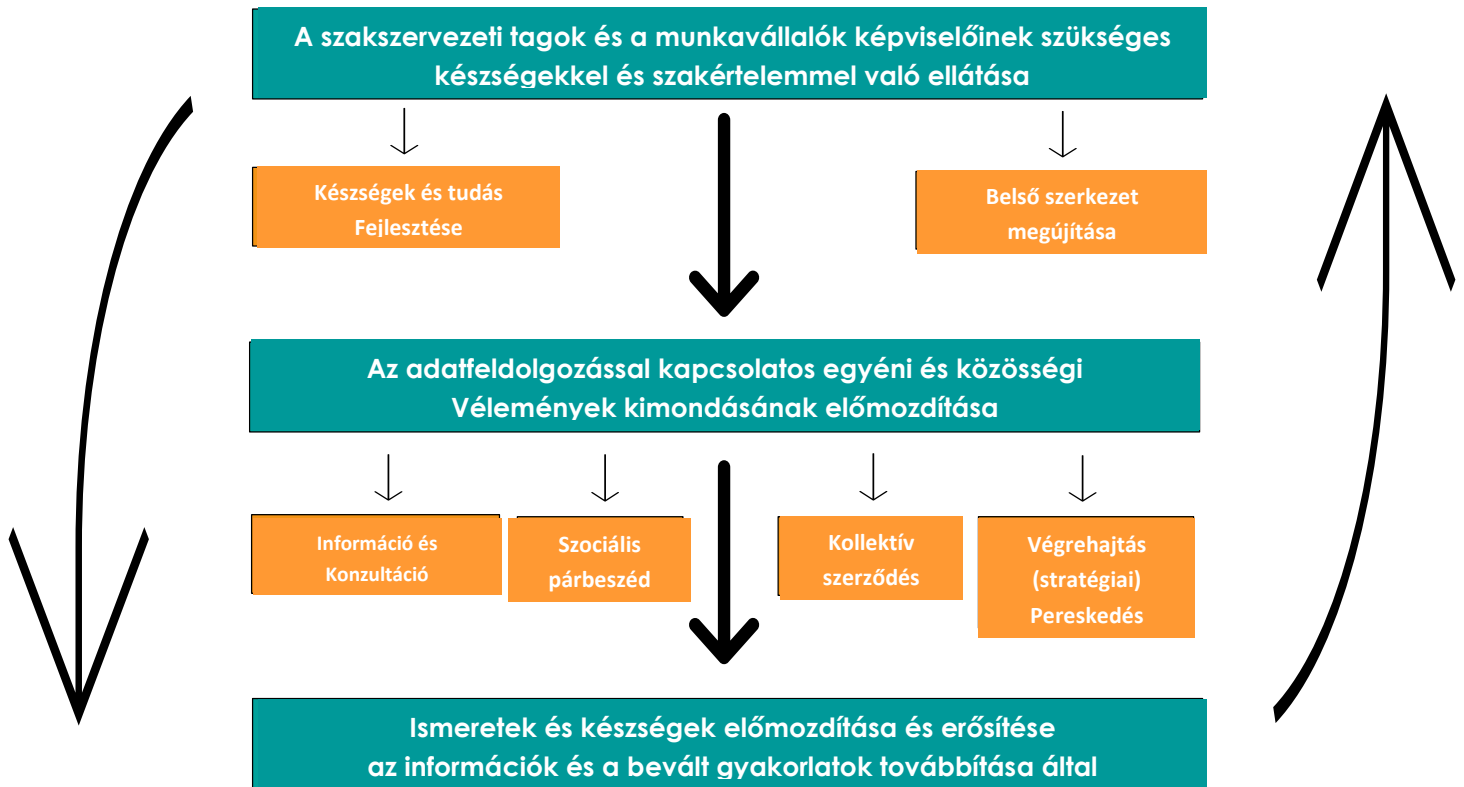 A szakszervezeti tagok és a munkavállalók képviselőinek szükséges
készségekkel és szakértelemmel való ellátása
Készségek és tudás
Fejlesztése
Belső szerkezet
megújítása
Az adatfeldolgozással kapcsolatos egyéni és közösségi
Vélemények kimondásának előmozdítása
Információ és
Konzultáció
Szociális
párbeszéd
Kollektív
szerződés
Végrehajtás
(stratégiai)
Pereskedés
Ismeretek és készségek előmozdítása és erősítése
az információk és a bevált gyakorlatok továbbítása által